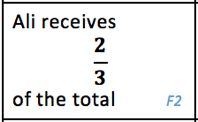 Ali receives
2
3
of the total F2